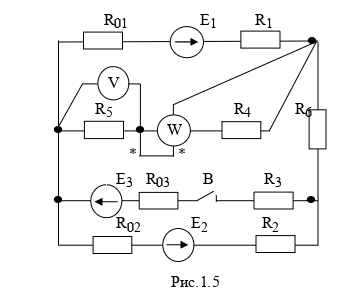 R01 E1 R1
V
R5 W R4 R6
* *
E3 R03 B R3
R02 E2 R2
Рис.1.5